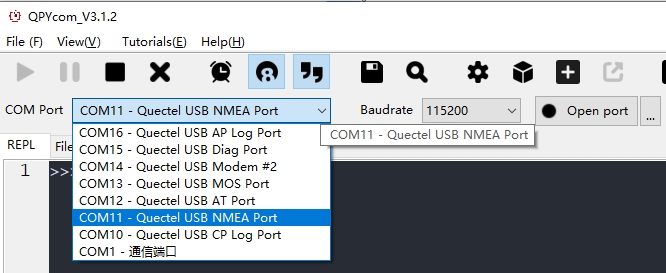 QPYcom_V3.1.2
File (F) View(V) Tutorials(E) Help(H)
COM Port COM11 - Quectel USB NMEA Port Baudrate 115200 Open port ...
COM11 - Quectel USB NMEA Port
REPL File
COM16 - Quectel USB AP Log Port
COM15 - Quectel USB Diag Port
COM14 - Quectel USB Modem #2
1 >>>
COM13 - Quectel USB MOS Port
COM12 - Quectel USB AT Port
COM11 - Quectel USB NMEA Port
COM10 - Quectel USB CP Log Port
COM1 - 通信端口